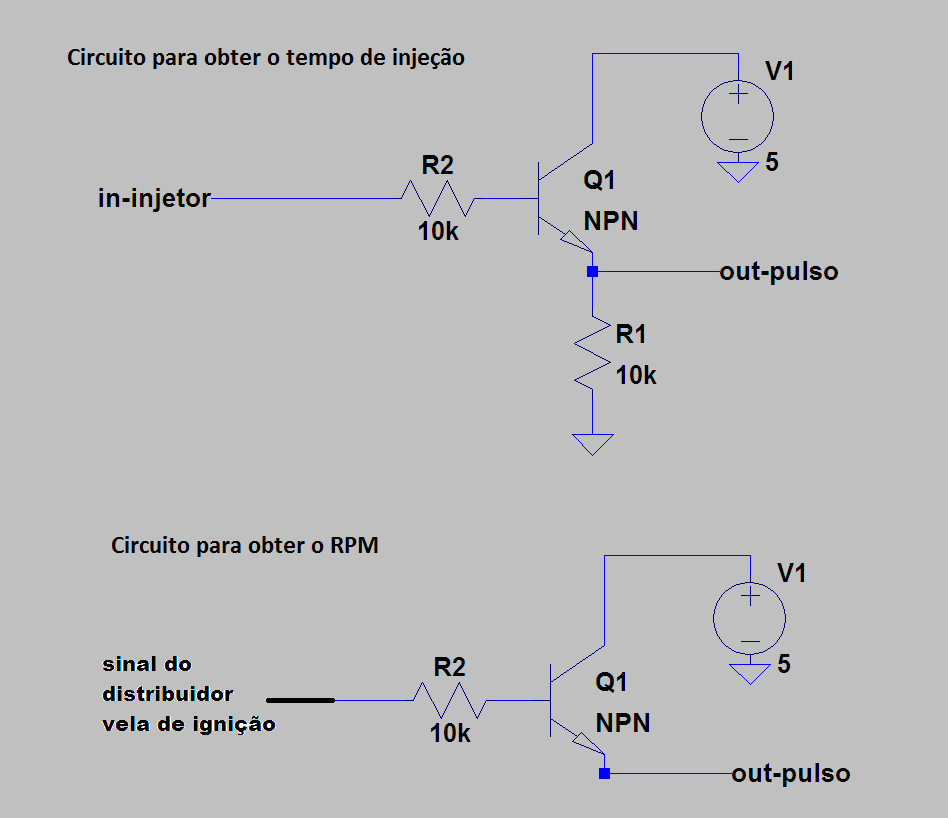 Circuito para obter o tempo de injeção
V1
5
R2
Q1
in-injetor
10k
NPN
out-pulso
R1
10k
Circuito para obter o RPM
V1
5
sinal do
distribuidor
vela de ignição
R2
Q1
10k
NPN
out-pulso